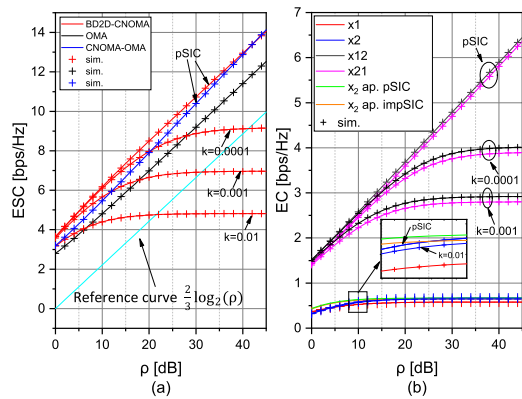 ESC [bps/Hz]
14
12
10
8
6
4
2
0
BD2D-CNOMA
OMA
CNOMA-OMA
sim.
sim.
sim.
pSIC
k=0.0001
k=0.001
k=0.01
Reference curve 2/3 log₂(ρ)
0 10 20 30 40
ρ [dB]
(a)
EC [bps/Hz]
7
6
5
4
3
2
1
0
x1
x2
x12
x21
x₂ ap. pSIC
x₂ ap. impSIC
sim.
pSIC
k=0.0001
k=0.001
pSIC
k=0.01
0 10 20 30 40
ρ [dB]
(b)